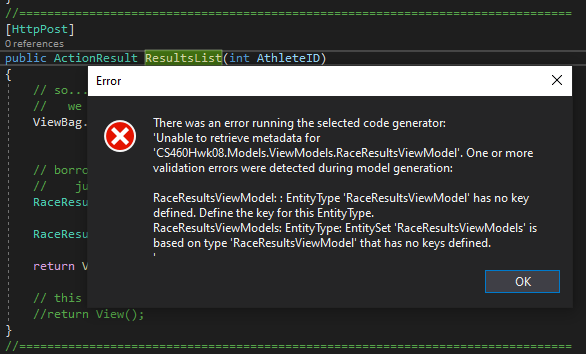 }
//=========================================================================
[HttpPost]
0 references
public ActionResult ResultsList(int AthleteID)
{
// so...
// we
ViewBag.
// borro
// ju
RaceResu
RaceResu
return V
// this
//return View();
}
//=========================================================================
Error
There was an error running the selected code generator:
'Unable to retrieve metadata for
'CS460Hwk08.Models.ViewModels.RaceResultsViewModel'. One or more
validation errors were detected during model generation:
RaceResultsViewModel: : EntityType 'RaceResultsViewModel' has no key
defined. Define the key for this EntityType.
RaceResultsViewModels: EntityType: EntitySet 'RaceResultsViewModels' is
based on type 'RaceResultsViewModel' that has no keys defined.
'
OK